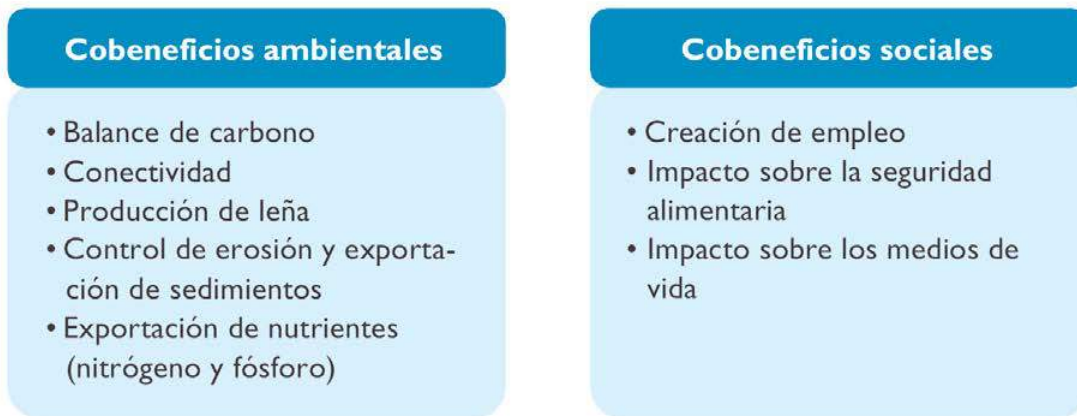 Cobeneficios ambientales
• Balance de carbono
• Conectividad
• Producción de leña
• Control de erosión y exporta-
ción de sedimientos
• Exportación de nutrientes
(nitrógeno y fósforo)
Cobeneficios sociales
• Creación de empleo
• Impacto sobre la seguridad
alimentaria
• Impacto sobre los medios de
vida